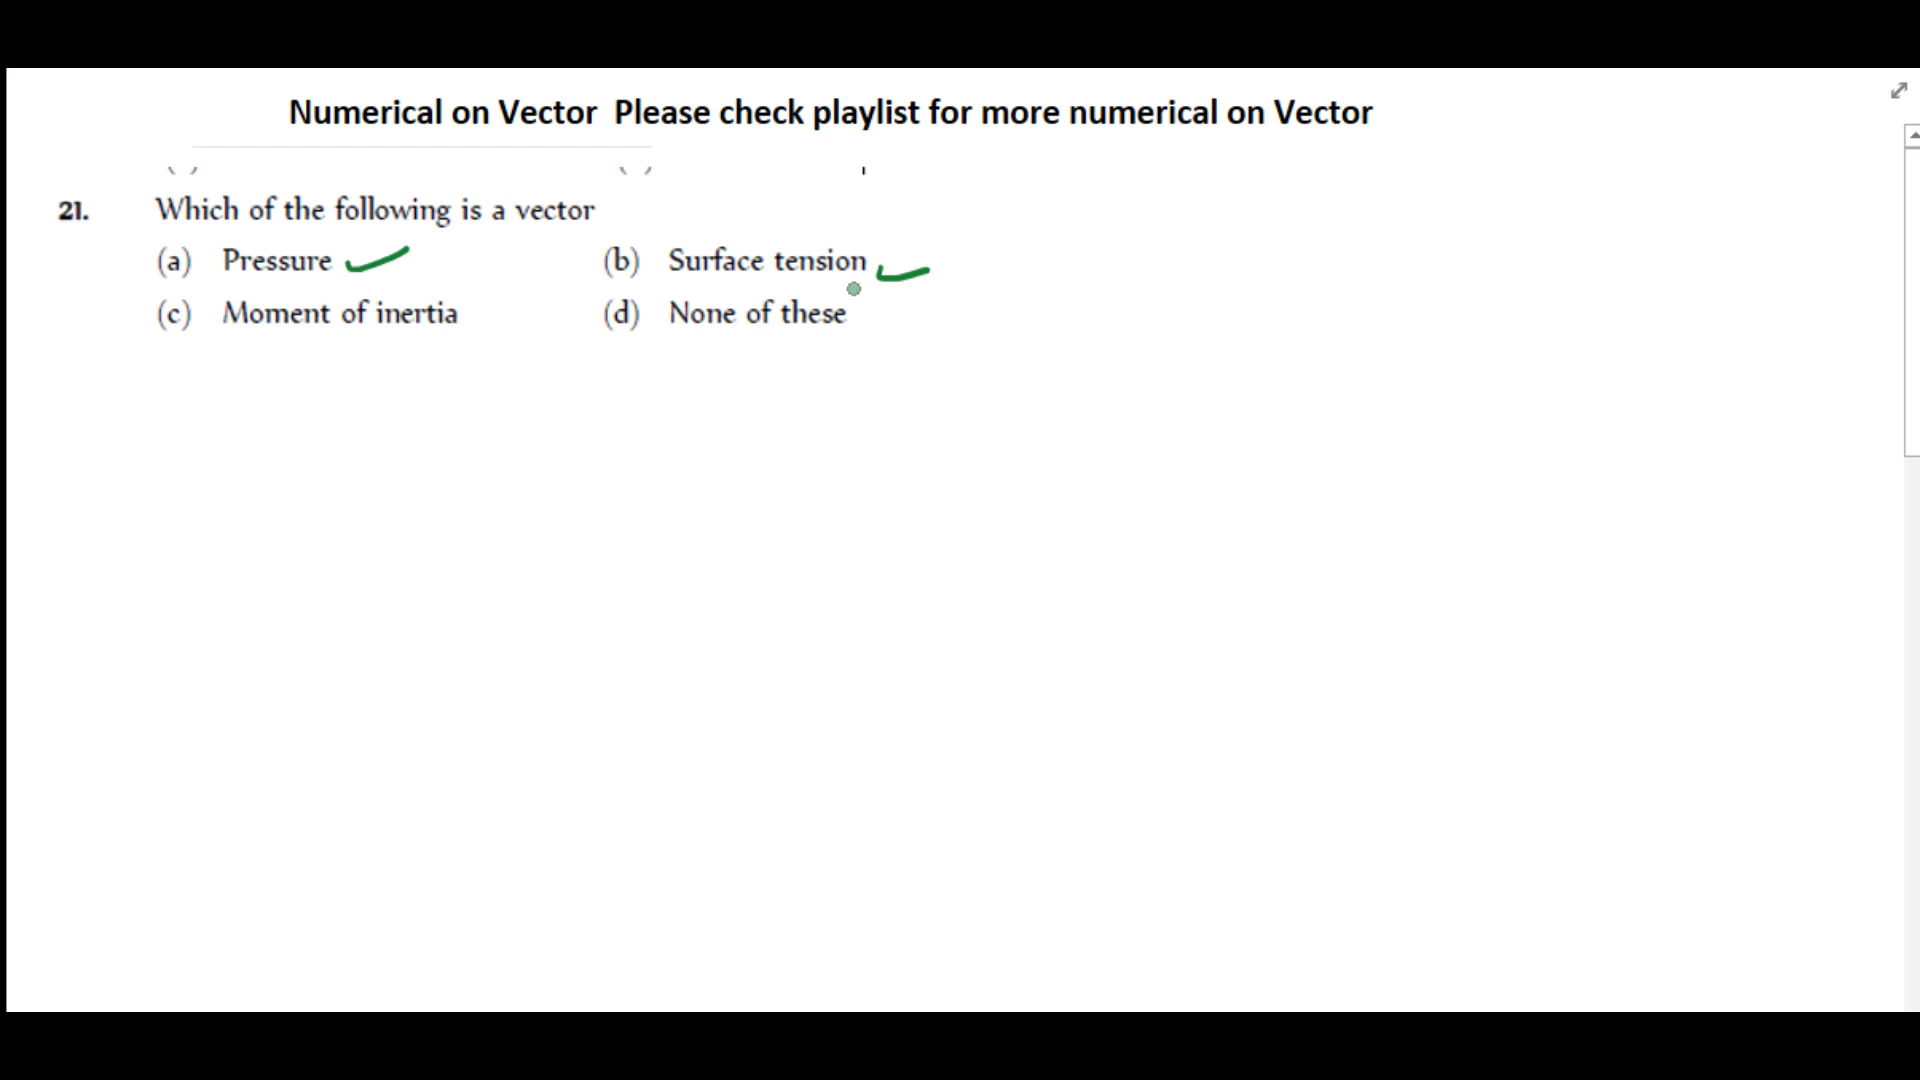 Numerical on Vector Please check playlist for more numerical on Vector
21. Which of the following is a vector
(a) Pressure (b) Surface tension
(c) Moment of inertia (d) None of these